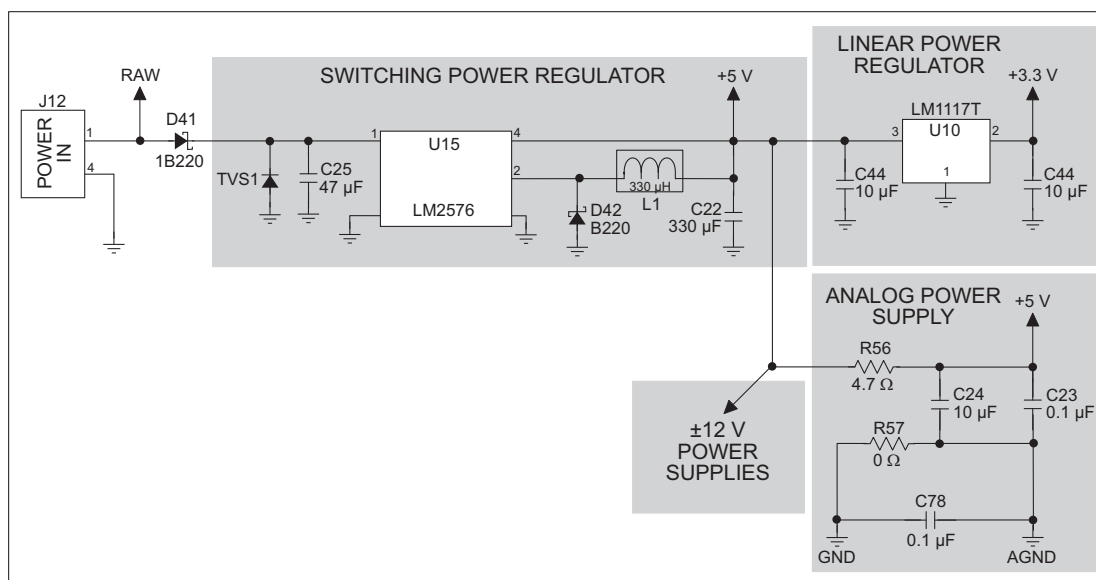 SWITCHING POWER REGULATOR
LINEAR POWER
REGULATOR
RAW
+5 V
+3.3 V
J12
POWER
IN
1
4
D41
1B220
TVS1
C25
47 µF
1
U15
4
2
LM2576
D42
B220
330 µH
L1
C22
330 µF
LM1117T
3
U10
2
1
C44
10 µF
C44
10 µF
ANALOG POWER
SUPPLY
+5 V
R56
4.7 Ω
C24
10 µF
C23
0.1 µF
R57
0 Ω
C78
0.1 µF
GND
AGND
±12 V
POWER
SUPPLIES